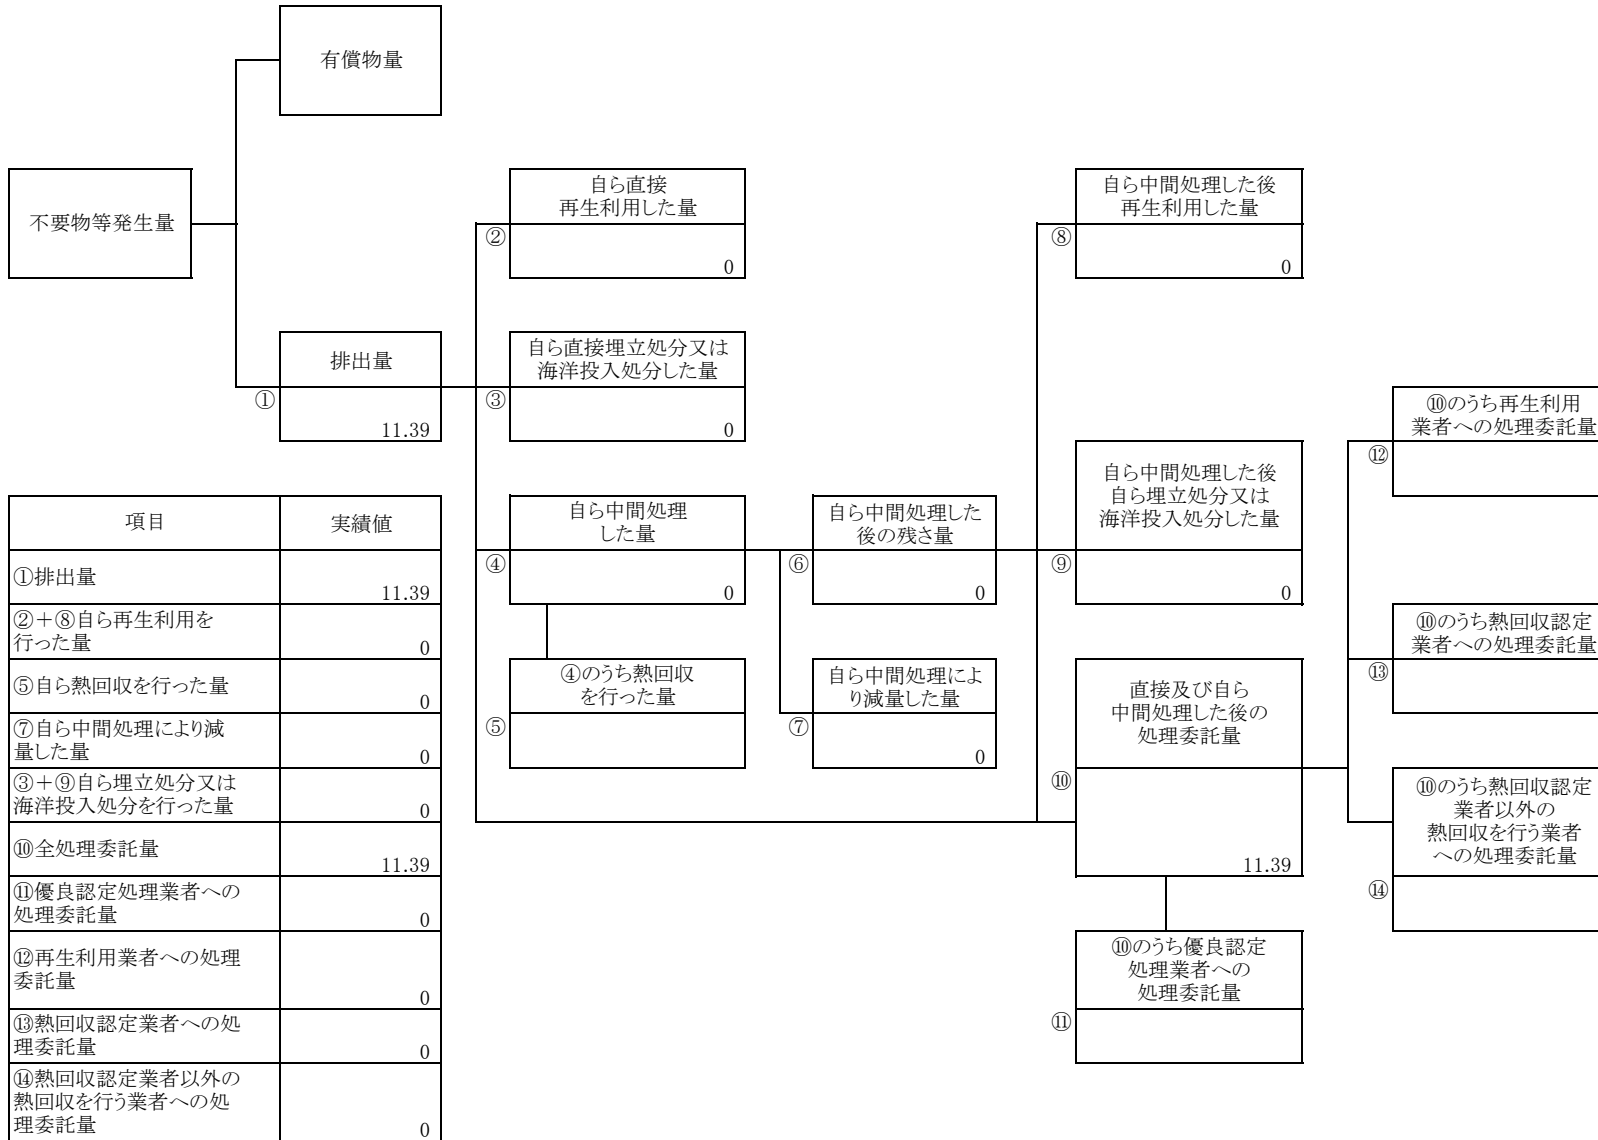 有償物量
不要物等発生量
自ら直接
再生利用した量
②
0
自ら中間処理した後
再生利用した量
⑧
0
排出量
①
11.39
自ら直接埋立処分又は
海洋投入処分した量
③
0
⑩のうち再生利用
業者への処理委託量
⑫
自ら中間処理
した量
④
0
自ら中間処理した
後の残さ量
⑥
0
自ら中間処理した後
自ら埋立処分又は
海洋投入処分した量
⑨
0
⑩のうち熱回収認定
業者への処理委託量
⑬
④のうち熱回収
を行った量
⑤
自ら中間処理によ
り減量した量
⑦
0
直接及び自ら
中間処理した後の
処理委託量
⑩
11.39
⑩のうち熱回収認定
業者以外の
熱回収を行う業者
への処理委託量
⑭
⑩のうち優良認定
処理業者への
処理委託量
⑪
項目
実績値
①排出量
11.39
②+⑧自ら再生利用を
行った量
0
⑤自ら熱回収を行った量
0
⑦自ら中間処理により減
量した量
0
③+⑨自ら埋立処分又は
海洋投入処分を行った量
0
⑩全処理委託量
11.39
⑪優良認定処理業者への
処理委託量
0
⑫再生利用業者への処理
委託量
0
⑬熱回収認定業者への処
理委託量
0
⑭熱回収認定業者以外の
熱回収を行う業者への処
理委託量
0